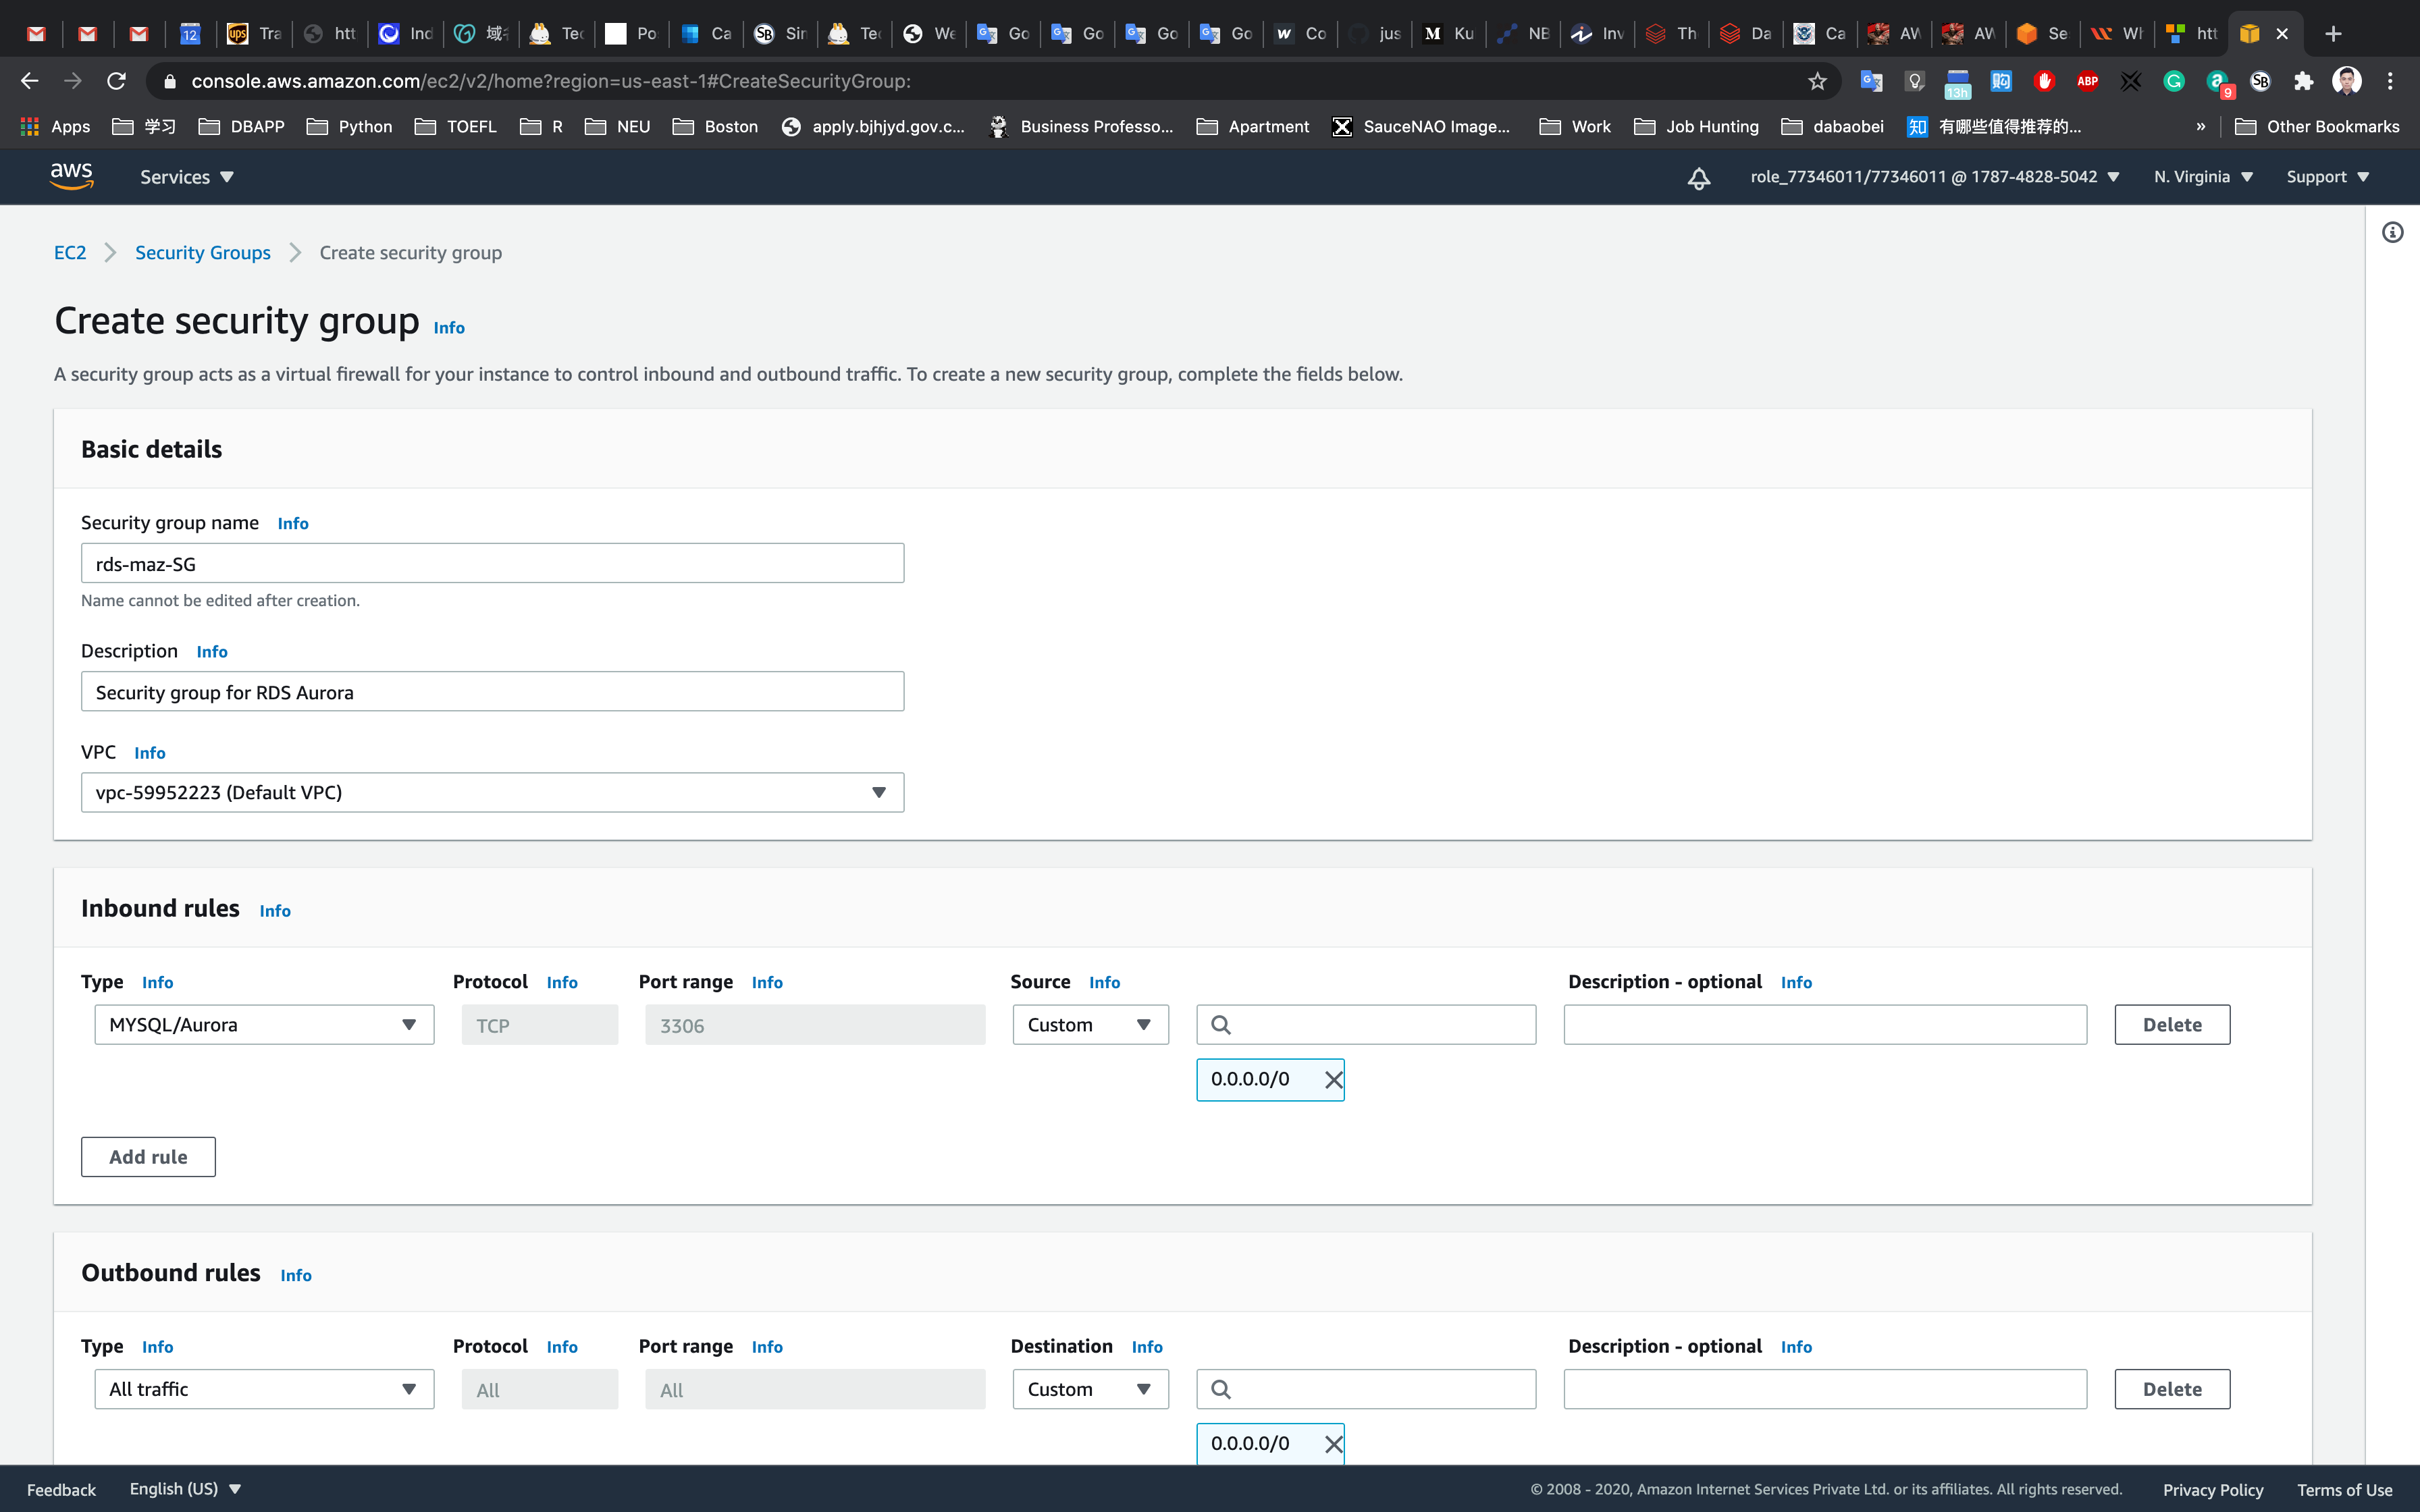 12 Tra htt Ind 域名 Tec Po Ca Sin Tec We Go Go Go Go Co jus Ku NB Inv Th Da Ca AW AW Se Wh htt
console.aws.amazon.com/ec2/v2/home?region=us-east-1#CreateSecurityGroup: 13h ABP 9
Apps 学习 DBAPP Python TOEFL R NEU Boston apply.bjhjyd.gov.c... Business Professo... Apartment SauceNAO Image... Work Job Hunting dabaobei 知 有哪些值得推荐的... » Other Bookmarks
aws Services role_77346011/77346011 @ 1787-4828-5042 N. Virginia Support
EC2 Security Groups Create security group
Create security group Info
A security group acts as a virtual firewall for your instance to control inbound and outbound traffic. To create a new security group, complete the fields below.
Basic details
Security group name Info
rds-maz-SG
Name cannot be edited after creation.
Description Info
Security group for RDS Aurora
VPC Info
vpc-59952223 (Default VPC)
Inbound rules Info
Type Info Protocol Info Port range Info Source Info Description - optional Info
MYSQL/Aurora TCP 3306 Custom Delete
0.0.0.0/0
Add rule
Outbound rules Info
Type Info Protocol Info Port range Info Destination Info Description - optional Info
All traffic All All Custom Delete
0.0.0.0/0
Feedback English (US) © 2008 - 2020, Amazon Internet Services Private Ltd. or its affiliates. All rights reserved. Privacy Policy Terms of Use